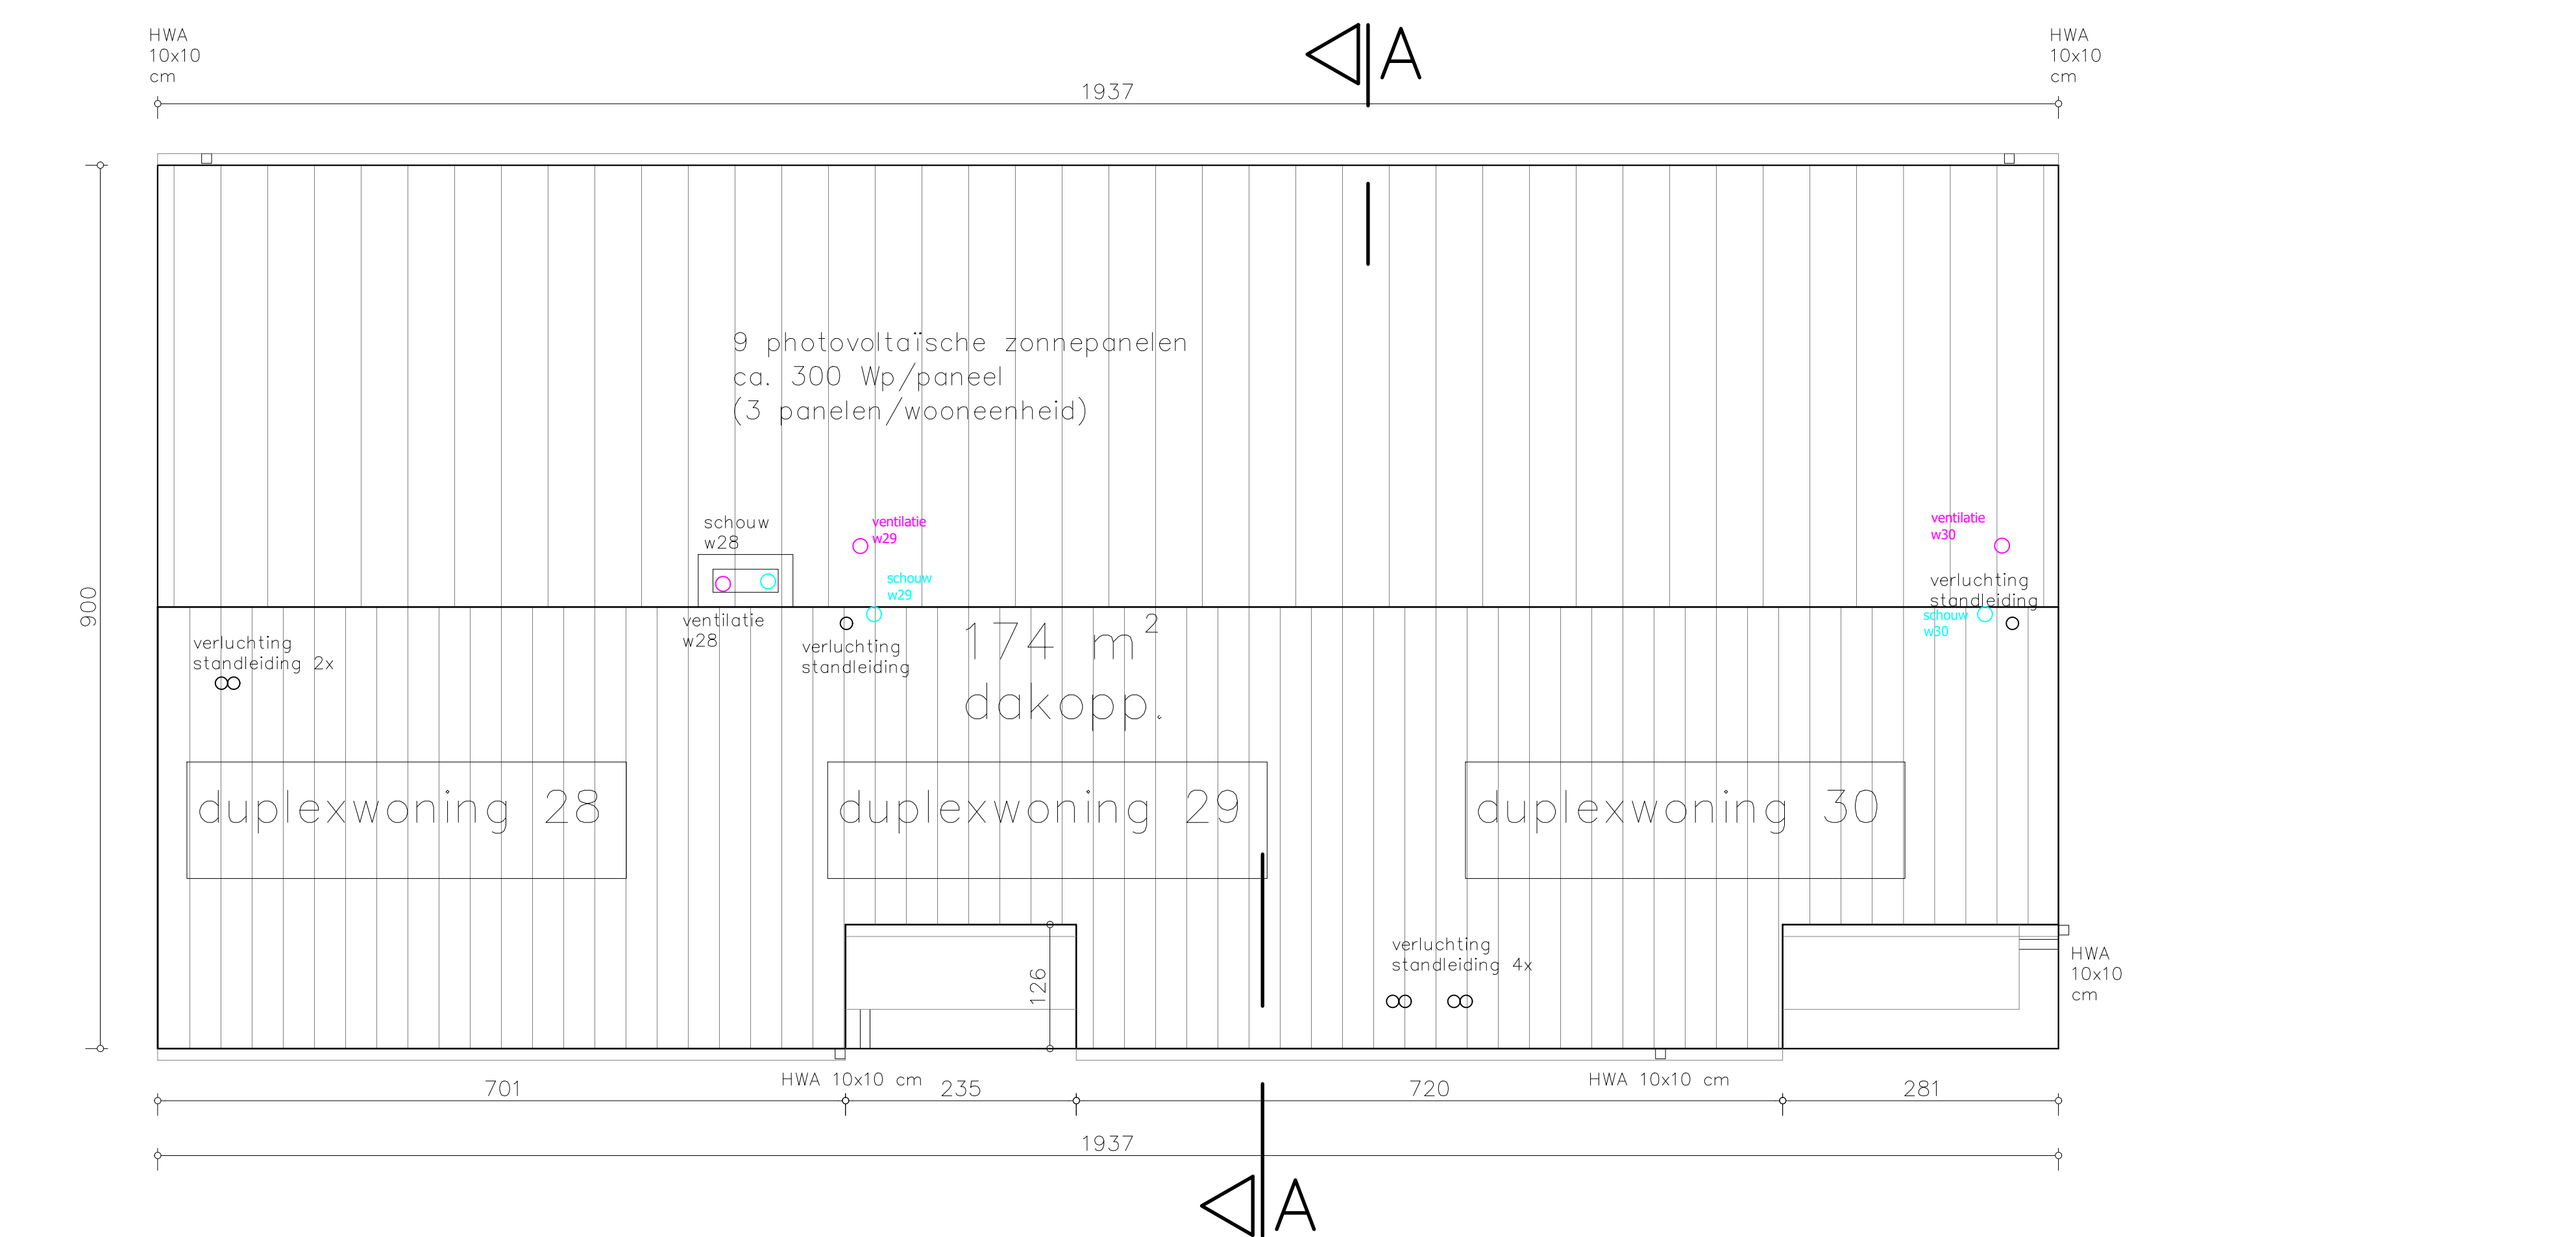 HWA
10x10
cm
A
HWA
10x10
cm
1937
9 photovoltaïsche zonnepanelen
ca. 300 Wp/paneel
(3 panelen/wooneenheid)
schouw
w28
ventilatie
w29
ventilatie
w30
schouw
w29
verluchting
standleiding
schouw
w30
900
ventilatie
w28
verluchting
standleiding 2x
verluchting
standleiding
174 m²
dakopp.
duplexwoning 28
duplexwoning 29
duplexwoning 30
126
verluchting
standleiding 4x
HWA
10x10
cm
HWA 10x10 cm
HWA 10x10 cm
701
235
720
281
1937
A